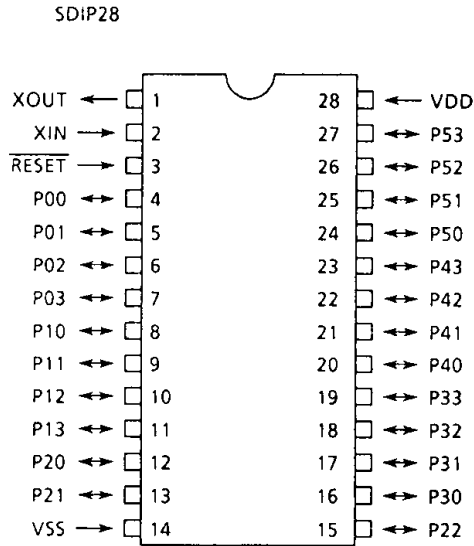 SDIP28
XOUT 1 28 VDD
XIN 2 27 P53
RESET 3 26 P52
P00 4 25 P51
P01 5 24 P50
P02 6 23 P43
P03 7 22 P42
P10 8 21 P41
P11 9 20 P40
P12 10 19 P33
P13 11 18 P32
P20 12 17 P31
P21 13 16 P30
VSS 14 15 P22